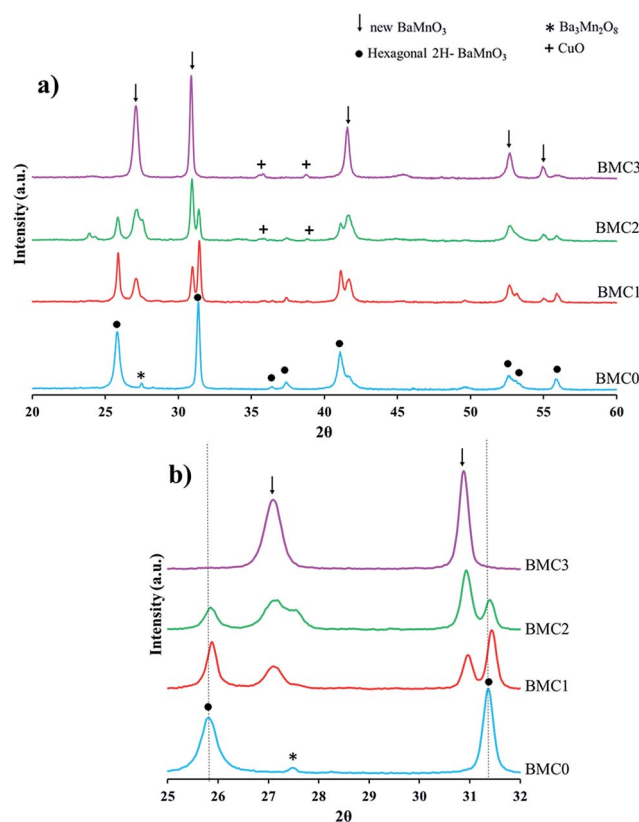 ↓ new BaMnO₃
* Ba₃Mn₂O₈
● Hexagonal 2H- BaMnO₃
+ CuO
a)
Intensity (a.u.)
+ +
BMC3
+ +
BMC2
BMC1
*
BMC0
20 25 30 35 40 45 50 55 60
2θ
b)
Intensity (a.u.)
BMC3
BMC2
BMC1
*
BMC0
25 26 27 28 29 30 31 32
2θ